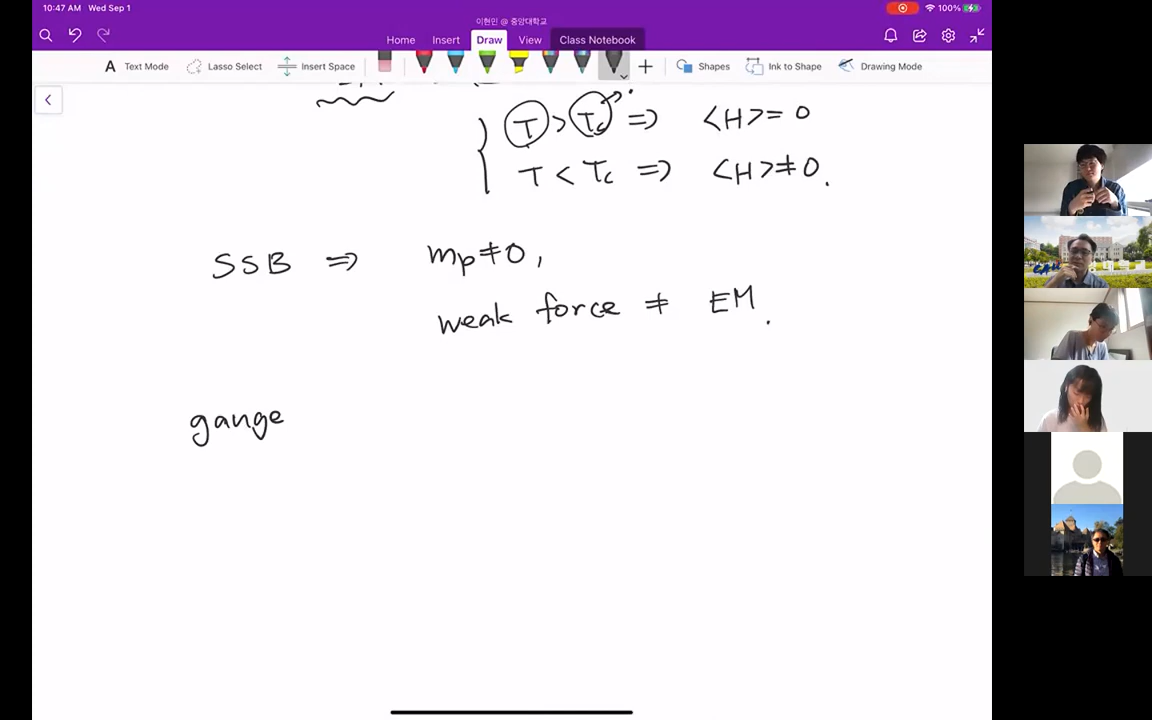 10:47 AM Wed Sep 1
100%
이현민 @ 중앙대학교
Home Insert Draw View Class Notebook
A Text Mode Lasso Select Insert Space Shapes Ink to Shape Drawing Mode
T > Tc => <H> = 0
T < Tc => <H> ≠ 0.
SSB => mp ≠ 0,
weak force ≠ EM.
gauge